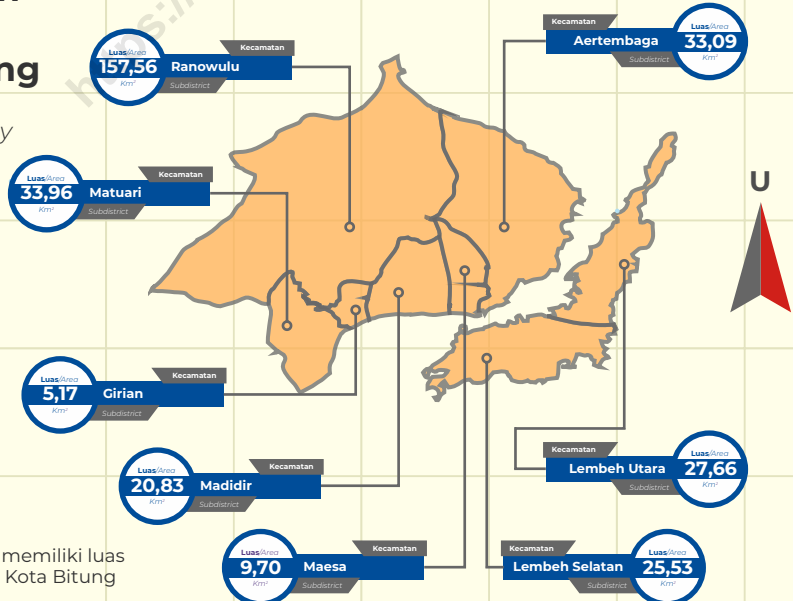 ng
y
Luas/Area
157,56
Km²
Kecamatan
Ranowulu
Subdistrict
Kecamatan
Aertembaga
Subdistrict
Luas/Area
33,09
Km²
Luas/Area
33,96
Km²
Kecamatan
Matuari
Subdistrict
U
Luas/Area
5,17
Km²
Kecamatan
Girian
Subdistrict
Luas/Area
20,83
Km²
Kecamatan
Madidir
Subdistrict
Kecamatan
Lembeh Utara
Subdistrict
Luas/Area
27,66
Km²
Luas/Area
9,70
Km²
Kecamatan
Maesa
Subdistrict
Kecamatan
Lembeh Selatan
Subdistrict
Luas/Area
25,53
Km²
memiliki luas
Kota Bitung
https:/